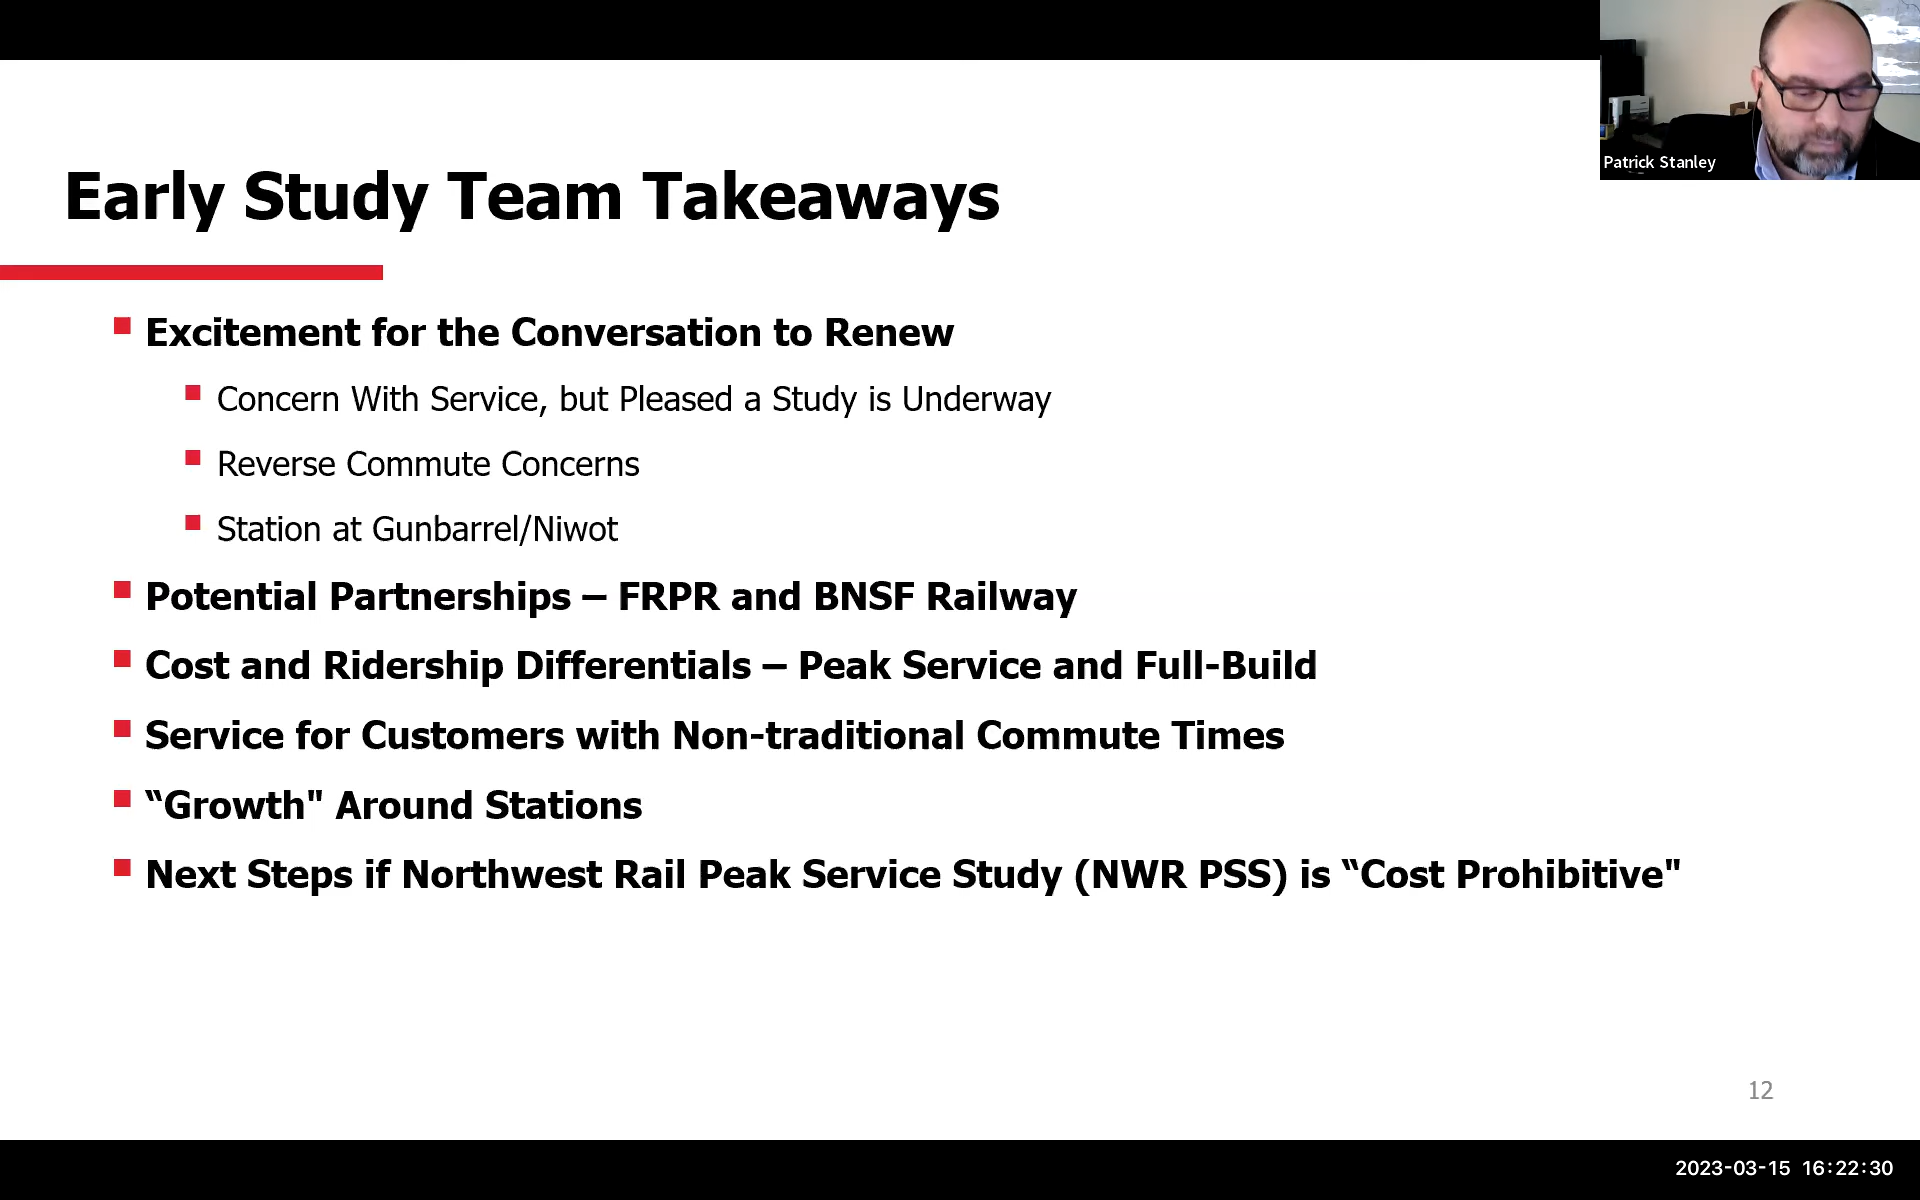 Patrick Stanley
Early Study Team Takeaways
Excitement for the Conversation to Renew
Concern With Service, but Pleased a Study is Underway
Reverse Commute Concerns
Station at Gunbarrel/Niwot
Potential Partnerships – FRPR and BNSF Railway
Cost and Ridership Differentials – Peak Service and Full-Build
Service for Customers with Non-traditional Commute Times
“Growth" Around Stations
Next Steps if Northwest Rail Peak Service Study (NWR PSS) is “Cost Prohibitive"
12
2023-03-15 16:22:30